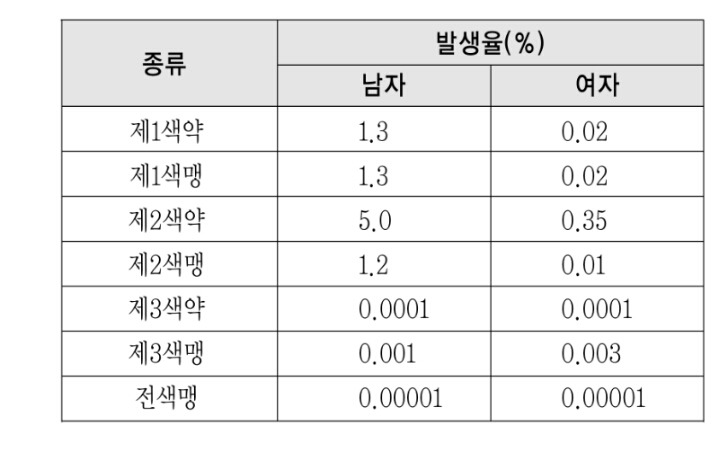 종류 발생율(%)
남자 여자
제1색약 1.3 0.02
제1색맹 1.3 0.02
제2색약 5.0 0.35
제2색맹 1.2 0.01
제3색약 0.0001 0.0001
제3색맹 0.001 0.003
전색맹 0.00001 0.00001